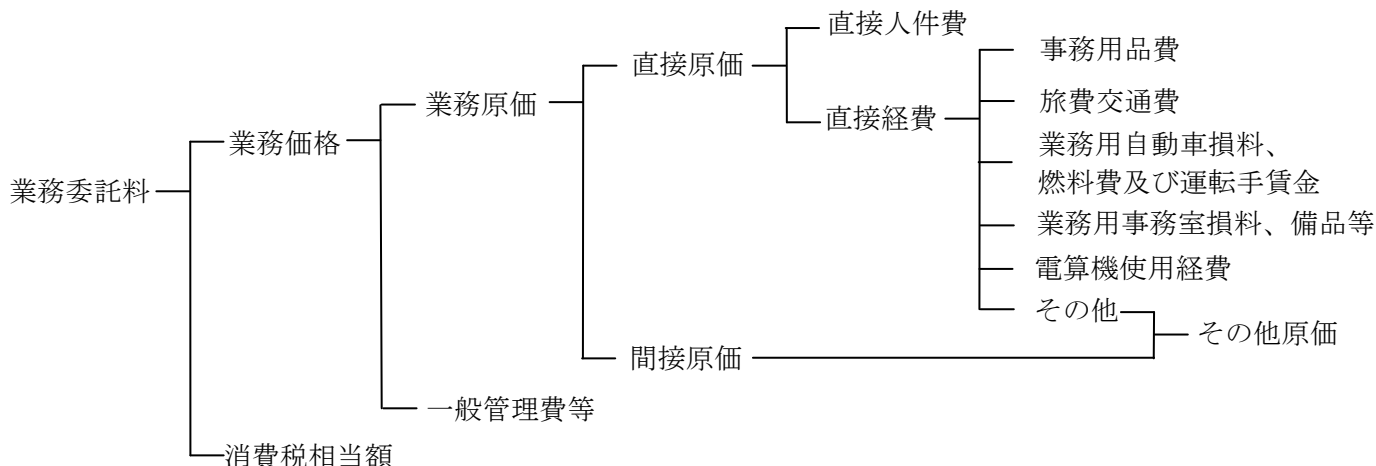 直接人件費
事務用品費
直接原価
旅費交通費
業務原価
直接経費
業務用自動車損料、
燃料費及び運転手賃金
業務価格
業務委託料
業務用事務室損料、備品等
電算機使用経費
その他
その他原価
間接原価
一般管理費等
消費税相当額